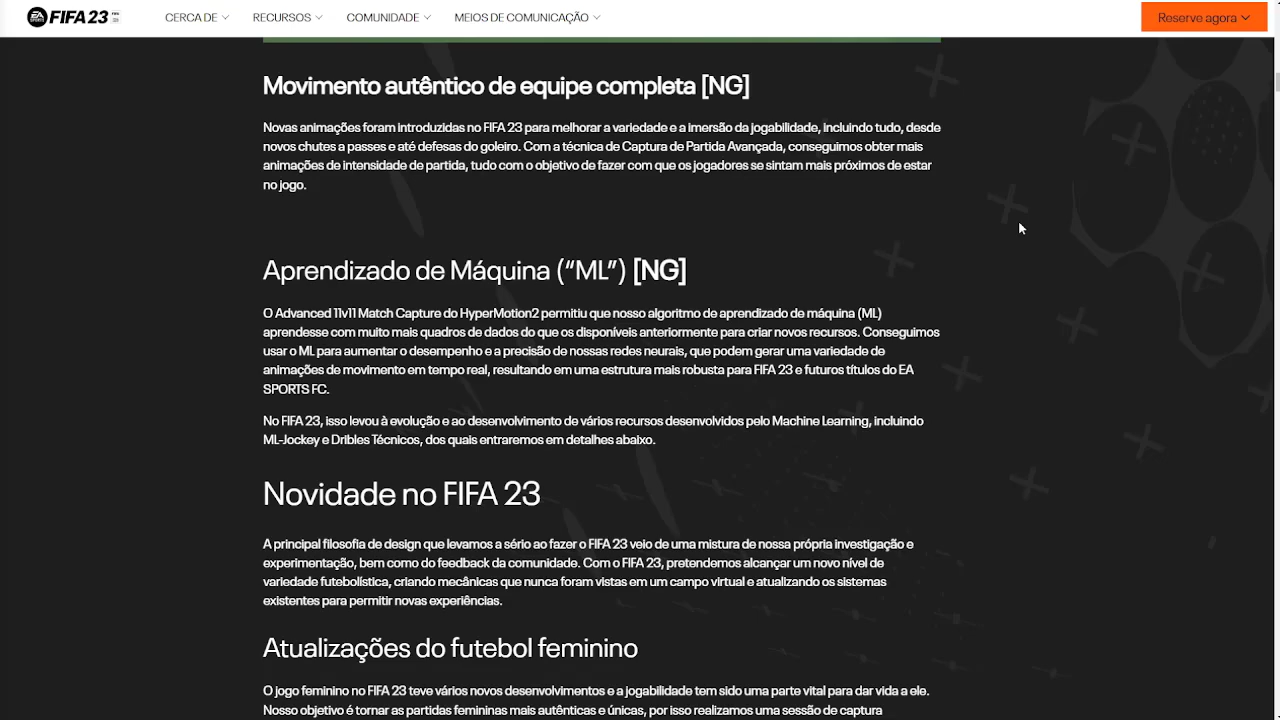 EA SPORTS FIFA 23
CERCA DE RECURSOS COMUNIDADE MEIOS DE COMUNICAÇÃO Reserve agora
Movimento autêntico de equipe completa [NG]
Novas animações foram introduzidas no FIFA 23 para melhorar a variedade e a imersão da jogabilidade, incluindo tudo, desde
novos chutes a passes e até defesas do goleiro. Com a técnica de Captura de Partida Avançada, conseguimos obter mais
animações de intensidade de partida, tudo com o objetivo de fazer com que os jogadores se sintam mais próximos de estar
no jogo.
Aprendizado de Máquina (“ML”) [NG]
O Advanced 11v11 Match Capture do HyperMotion2 permitiu que nosso algoritmo de aprendizado de máquina (ML)
aprendesse com muito mais quadros de dados do que os disponíveis anteriormente para criar novos recursos. Conseguimos
usar o ML para aumentar o desempenho e a precisão de nossas redes neurais, que podem gerar uma variedade de
animações de movimento em tempo real, resultando em uma estrutura mais robusta para FIFA 23 e futuros títulos do EA
SPORTS FC.
No FIFA 23, isso levou à evolução e ao desenvolvimento de vários recursos desenvolvidos pelo Machine Learning, incluindo
ML-Jockey e Dribles Técnicos, dos quais entraremos em detalhes abaixo.
Novidade no FIFA 23
A principal filosofia de design que levamos a sério ao fazer o FIFA 23 veio de uma mistura de nossa própria investigação e
experimentação, bem como do feedback da comunidade. Com o FIFA 23, pretendemos alcançar um novo nível de
variedade futebolística, criando mecânicas que nunca foram vistas em um campo virtual e atualizando os sistemas
existentes para permitir novas experiências.
Atualizações do futebol feminino
O jogo feminino no FIFA 23 teve vários novos desenvolvimentos e a jogabilidade tem sido uma parte vital para dar vida a ele.
Nosso objetivo é tornar as partidas femininas mais autênticas e únicas, por isso realizamos uma sessão de captura